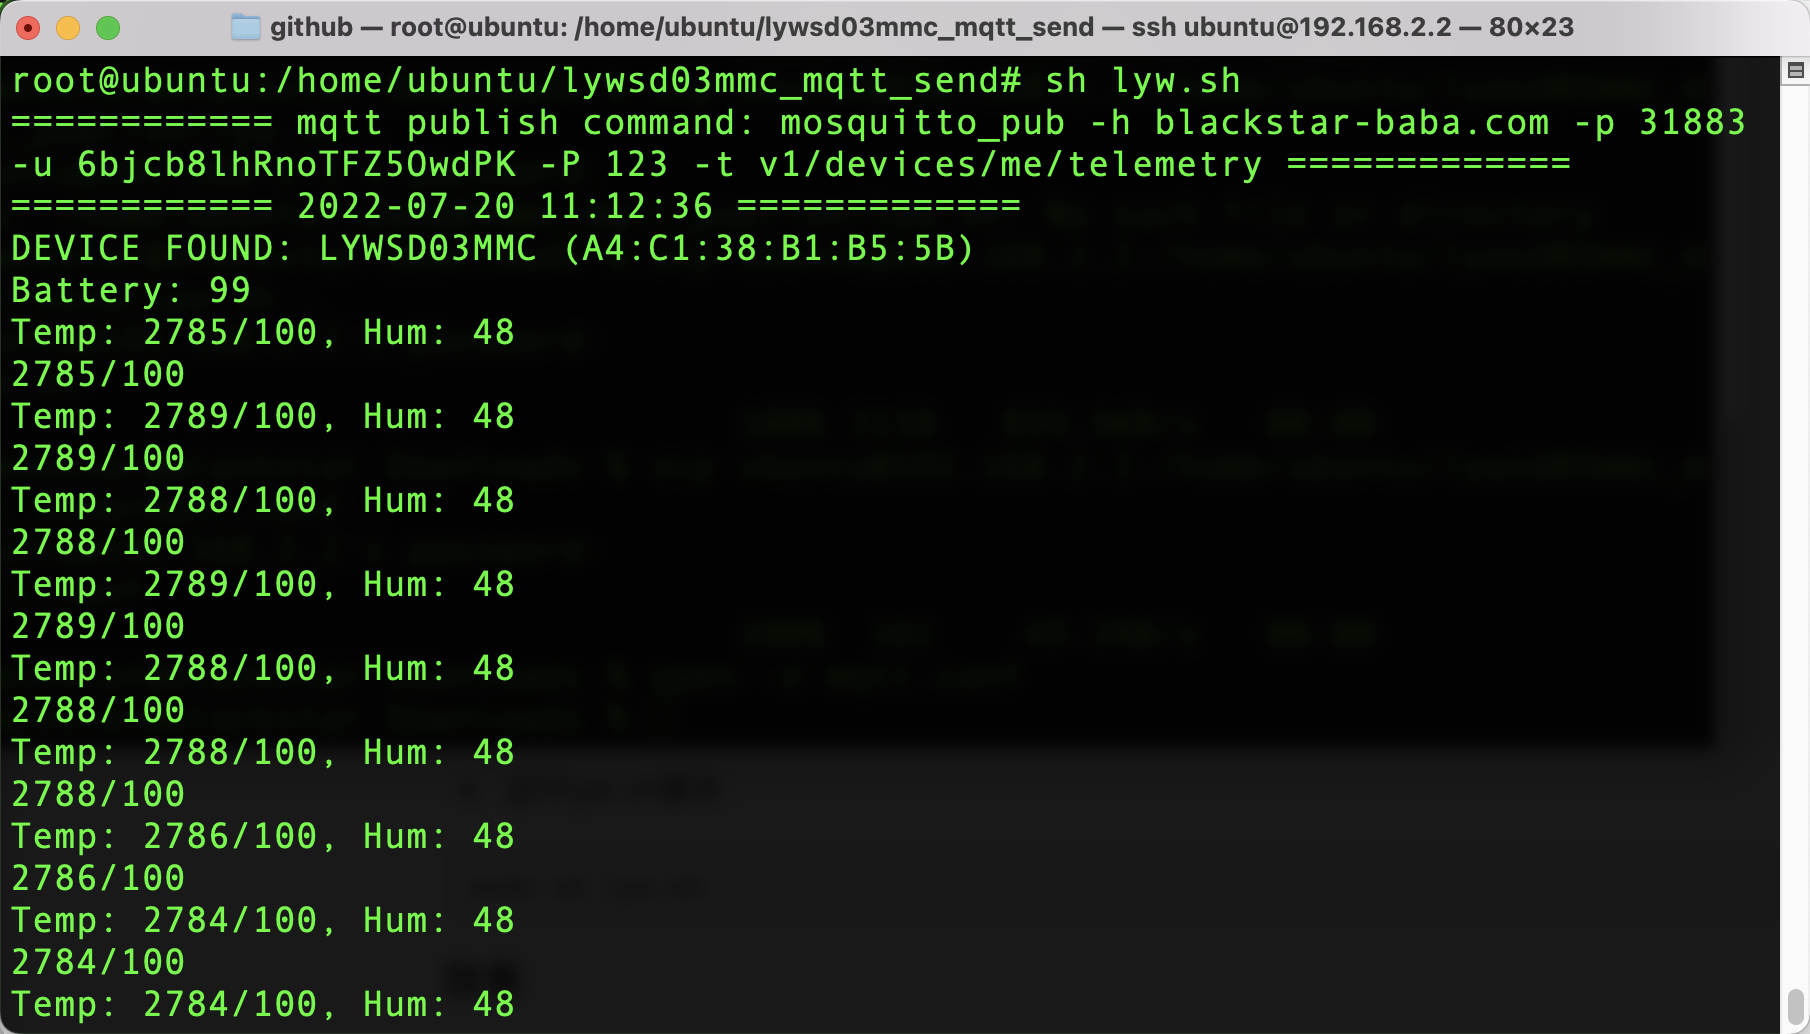 github — root@ubuntu: /home/ubuntu/lywsd03mmc_mqtt_send — ssh ubuntu@192.168.2.2 — 80×23
root@ubuntu:/home/ubuntu/lywsd03mmc_mqtt_send# sh lyw.sh
============ mqtt publish command: mosquitto_pub -h blackstar-baba.com -p 31883
-u 6bjcb8lhRnoTFZ5OwdPK -P 123 -t v1/devices/me/telemetry =============
============ 2022-07-20 11:12:36 =============
DEVICE FOUND: LYWSD03MMC (A4:C1:38:B1:B5:5B)
Battery: 99
Temp: 2785/100, Hum: 48
2785/100
Temp: 2789/100, Hum: 48
2789/100
Temp: 2788/100, Hum: 48
2788/100
Temp: 2789/100, Hum: 48
2789/100
Temp: 2788/100, Hum: 48
2788/100
Temp: 2788/100, Hum: 48
2788/100
Temp: 2786/100, Hum: 48
2786/100
Temp: 2784/100, Hum: 48
2784/100
Temp: 2784/100, Hum: 48